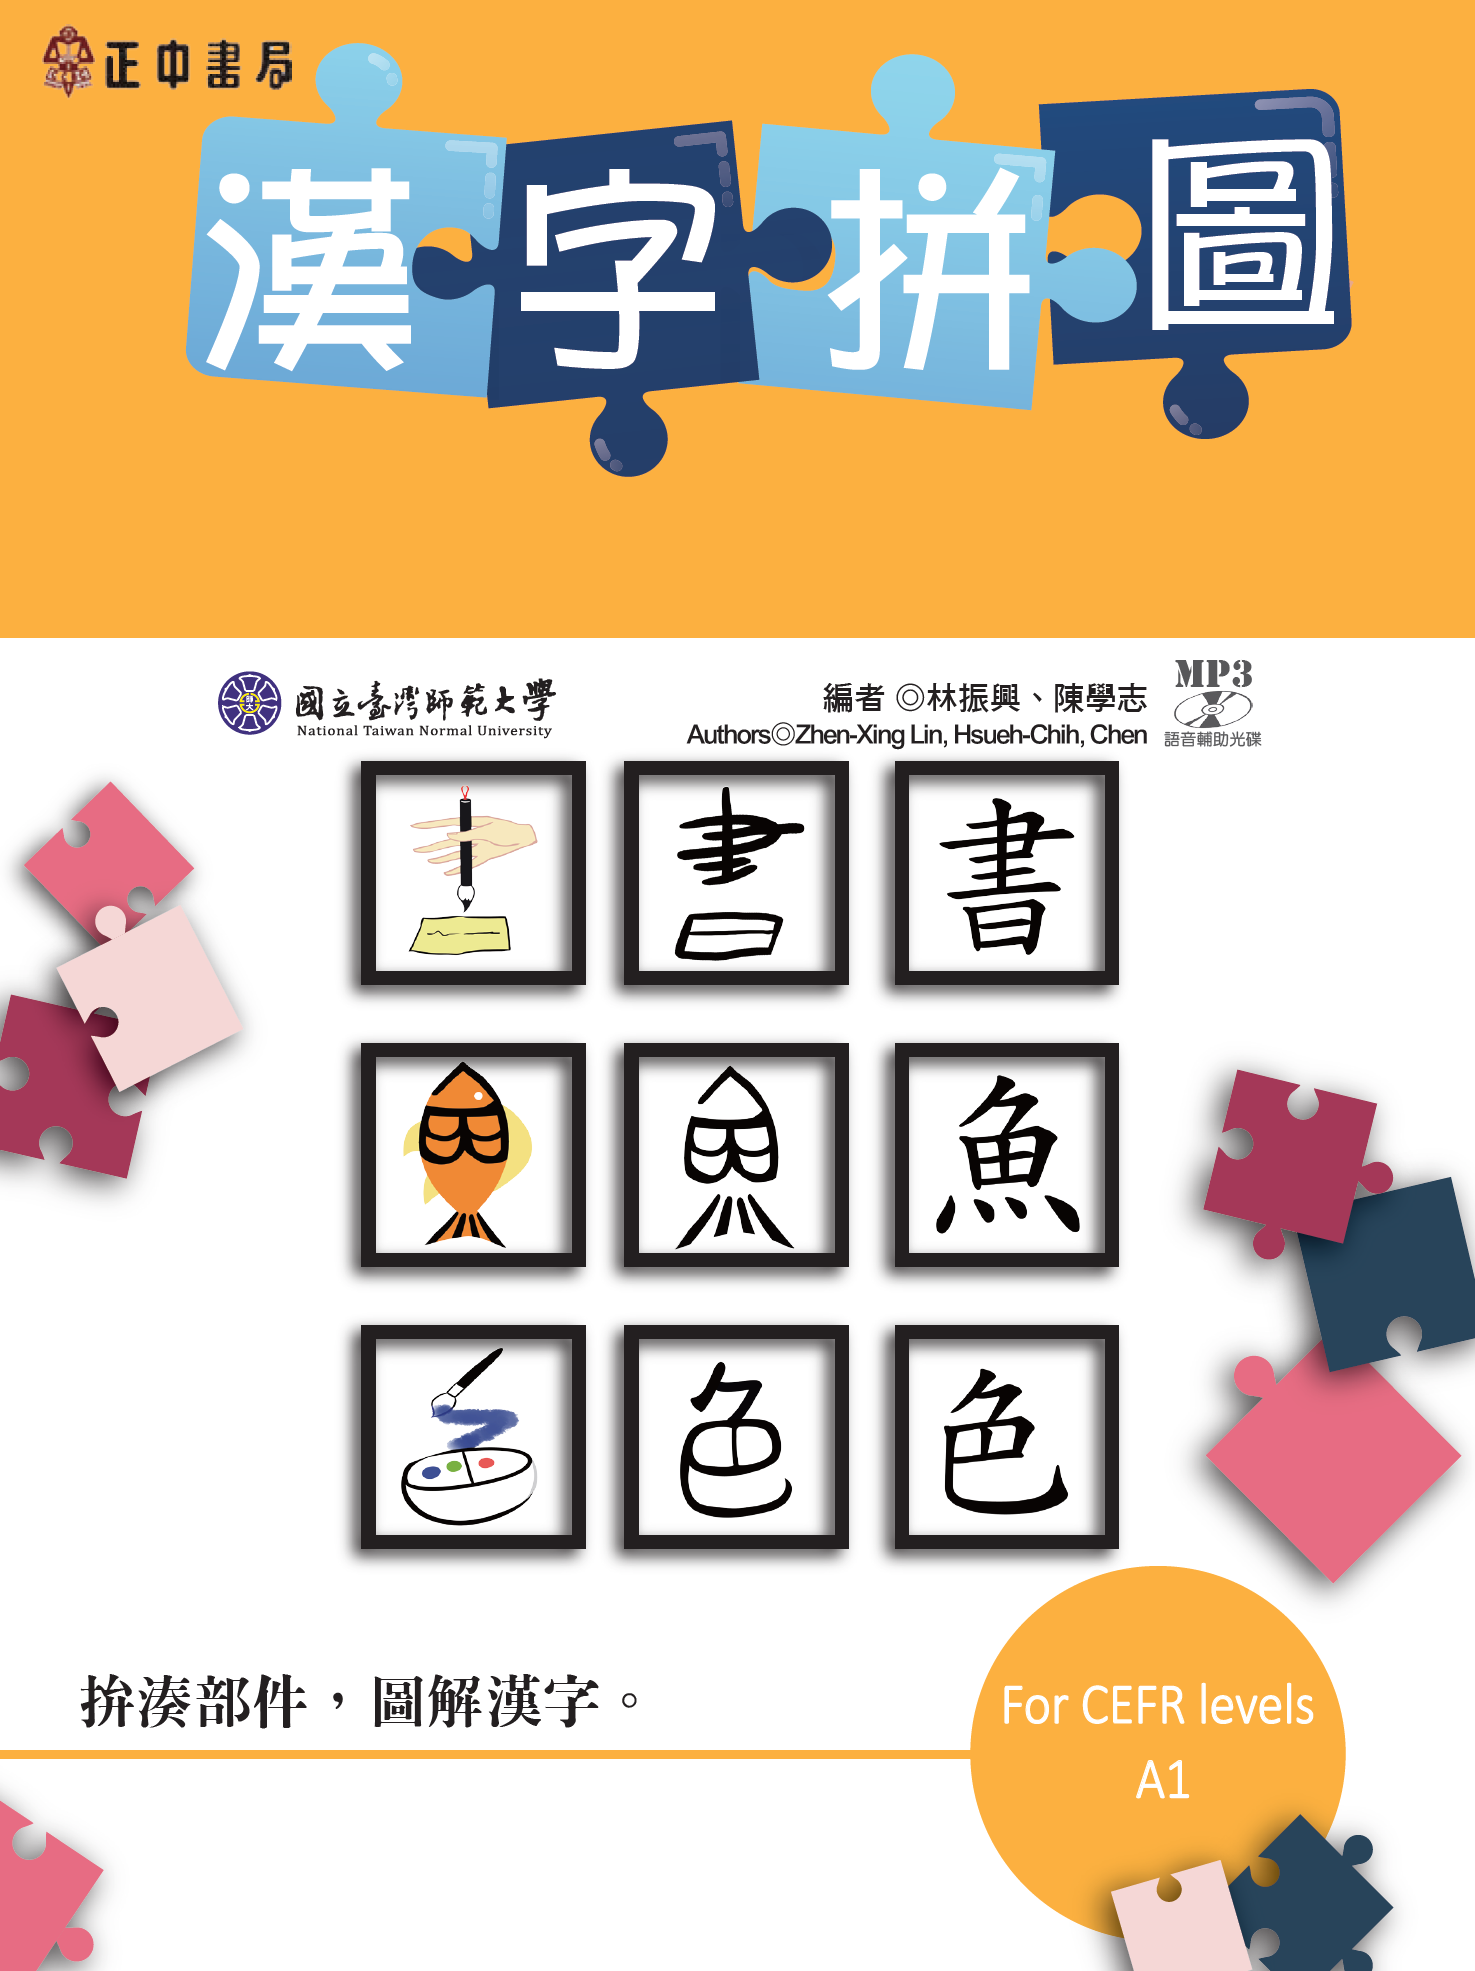 正中書局
漢字拼圖
國立臺灣師範大學
National Taiwan Normal University
編者 ◎林振興、陳學志
Authors◎Zhen-Xing Lin, Hsueh-Chih, Chen
MP3
語音輔助光碟
書
魚
色
拚湊部件，圖解漢字。
For CEFR levels
A1